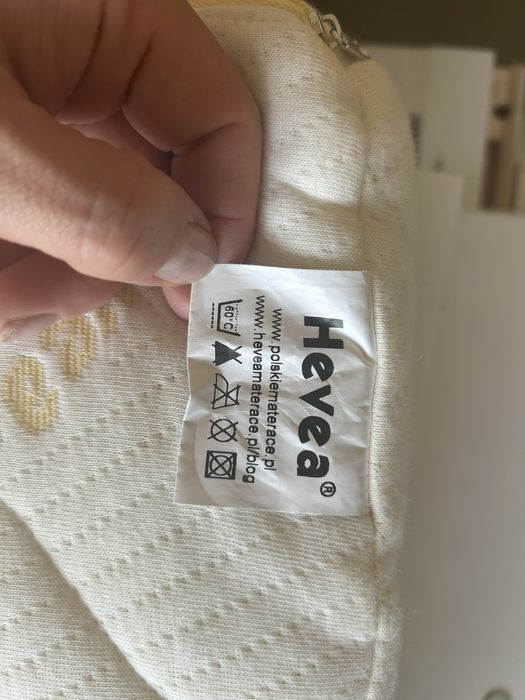 Hevea®
www.polskiematerace.pl
www.heveamaterace.pl/blog
60°C